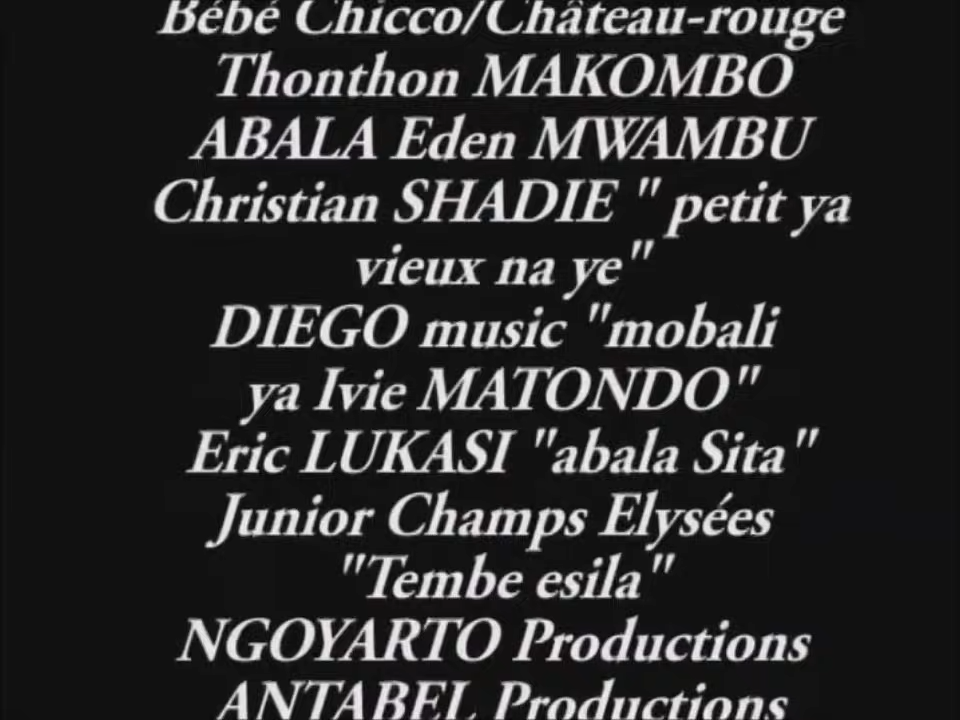 Bébé Chicco/Château-rouge
Thonthon MAKOMBO
ABALA Eden MWAMBU
Christian SHADIE " petit ya
vieux na ye"
DIEGO music "mobali
ya Ivie MATONDO"
Eric LUKASI "abala Sita"
Junior Champs Elysées
"Tembe esila"
NGOYARTO Productions
ANTABEL Productions